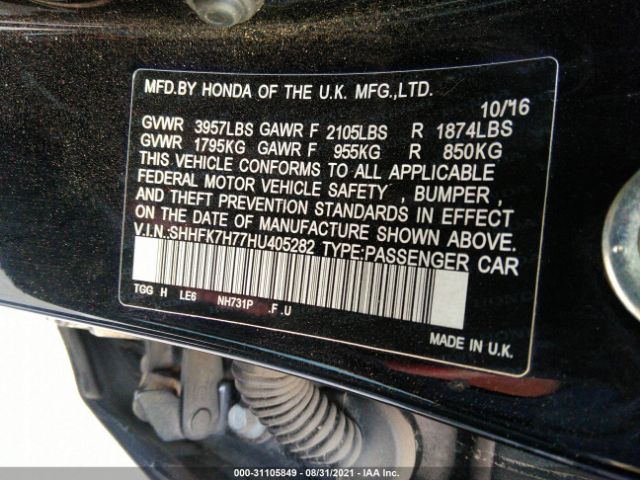 MFD.BY HONDA OF THE U.K. MFG.,LTD.
10/'16
GVWR 3957LBS GAWR F 2105LBS R 1874LBS
GVWR 1795KG GAWR F 955KG R 850KG
THIS VEHICLE CONFORMS TO ALL APPLICABLE
FEDERAL MOTOR VEHICLE SAFETY , BUMPER ,
AND THEFT PREVENTION STANDARDS IN EFFECT
ON THE DATE OF MANUFACTURE SHOWN ABOVE.
V.I.N.:SHHFK7H77HU405282 TYPE:PASSENGER CAR
TGG H LE6 NH731P .F .U
MADE IN U.K.
000-31105849 - 08/31/2021 - IAA Inc.